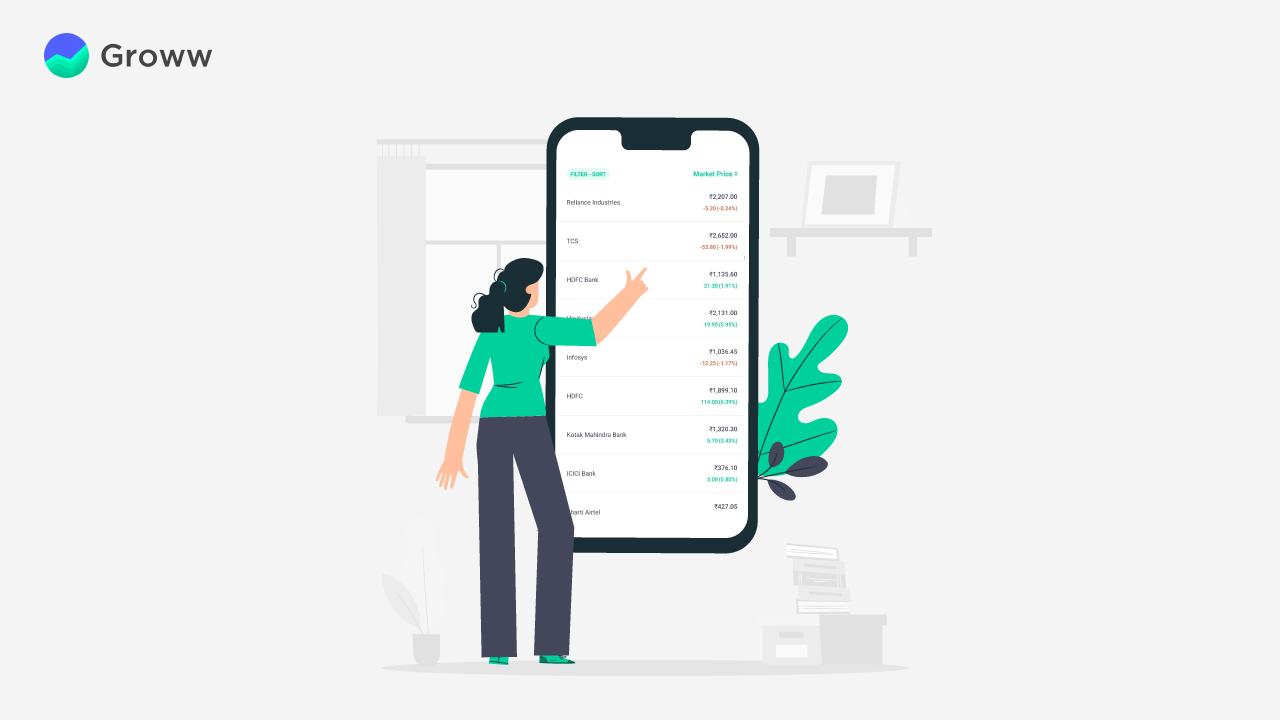 Groww
FILTER - SORT
Market Price
Reliance Industries
₹2,207.00
-5.20 (-0.24%)
TCS
₹2,652.00
-53.80 (-1.99%)
HDFC Bank
₹1,135.60
21.30 (1.91%)
₹2,131.00
19.95 (0.95%)
Infosys
₹1,036.45
-12.25 (-1.17%)
HDFC
₹1,899.10
114.00 (6.39%)
Kotak Mahindra Bank
₹1,320.30
5.70 (0.43%)
ICICI Bank
₹376.10
3.00 (0.80%)
harti Airtel
₹427.05